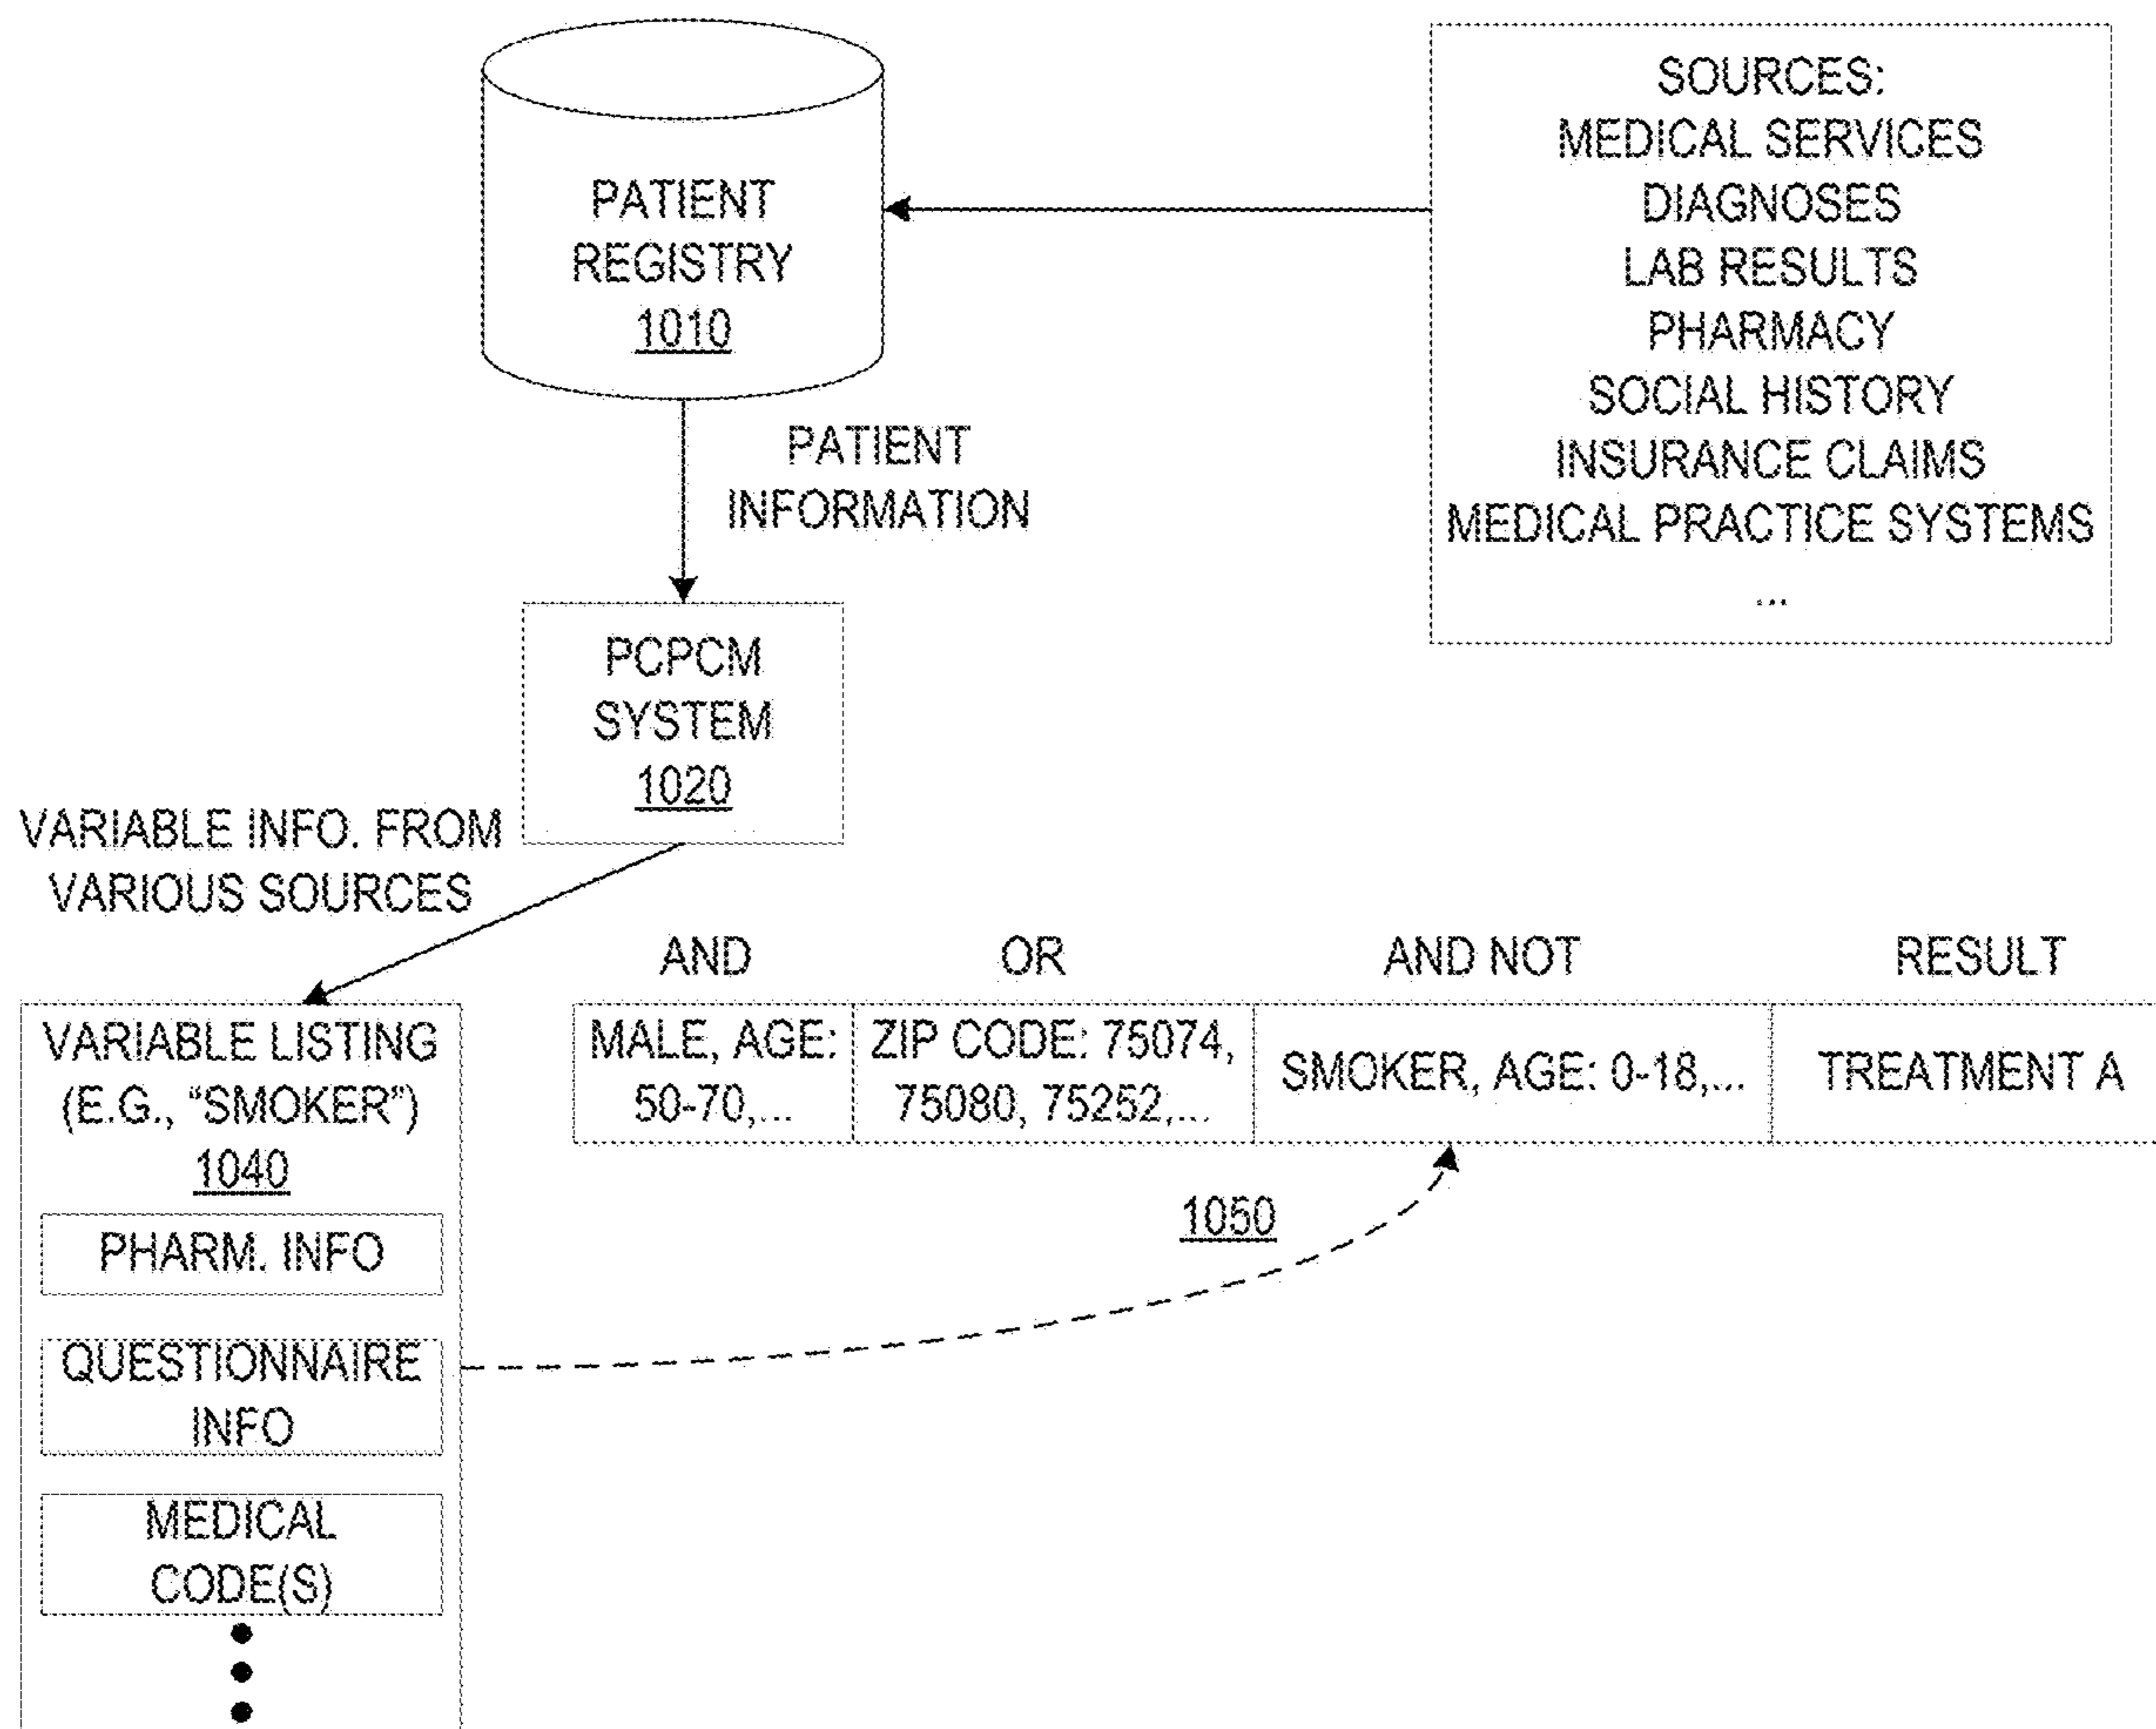 PATIENT
REGISTRY
1010
SOURCES:
MEDICAL SERVICES
DIAGNOSES
LAB RESULTS
PHARMACY
SOCIAL HISTORY
INSURANCE CLAIMS
MEDICAL PRACTICE SYSTEMS
...
PATIENT
INFORMATION
PCPCM
SYSTEM
1020
VARIABLE INFO. FROM
VARIOUS SOURCES
VARIABLE LISTING
(E.G., “SMOKER”)
1040
PHARM. INFO
QUESTIONNAIRE
INFO
MEDICAL
CODE(S)
AND
MALE, AGE:
50-70,...
OR
ZIP CODE: 75074,
75080, 75252,...
AND NOT
SMOKER, AGE: 0-18,...
RESULT
TREATMENT A
1050